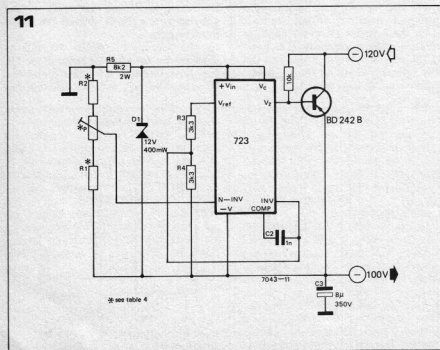 11
R5
8k2
2W
*
R2
*
P
*
R1
D1
12V
400mW
+Vin
Vc
Vref
Vz
R3
3k3
723
R4
3k3
N—INV
INV
—V
COMP
C2
1n
10k
BD 242 B
−
120V
−
100V
C3
8μ
350V
7043—11
* see table 4